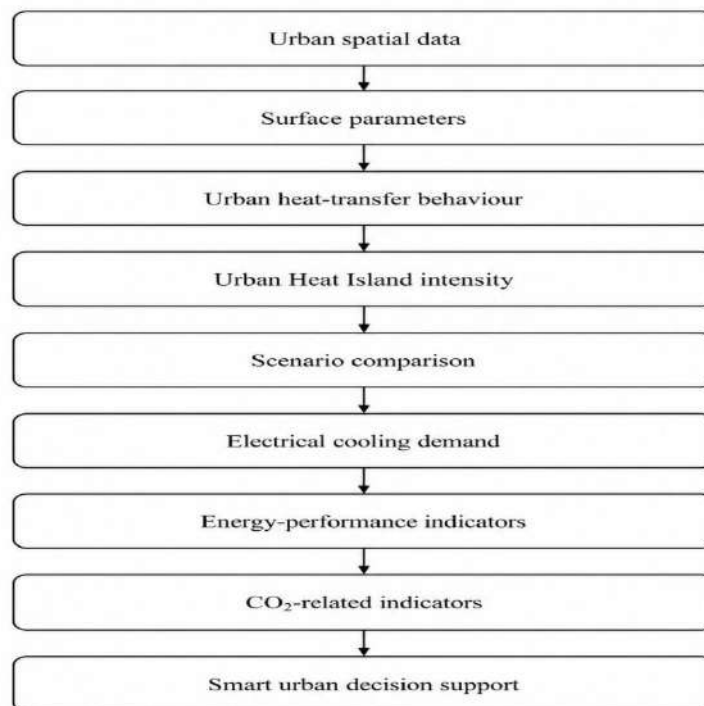 Urban spatial data
Surface parameters
Urban heat-transfer behaviour
Urban Heat Island intensity
Scenario comparison
Electrical cooling demand
Energy-performance indicators
CO₂-related indicators
Smart urban decision support